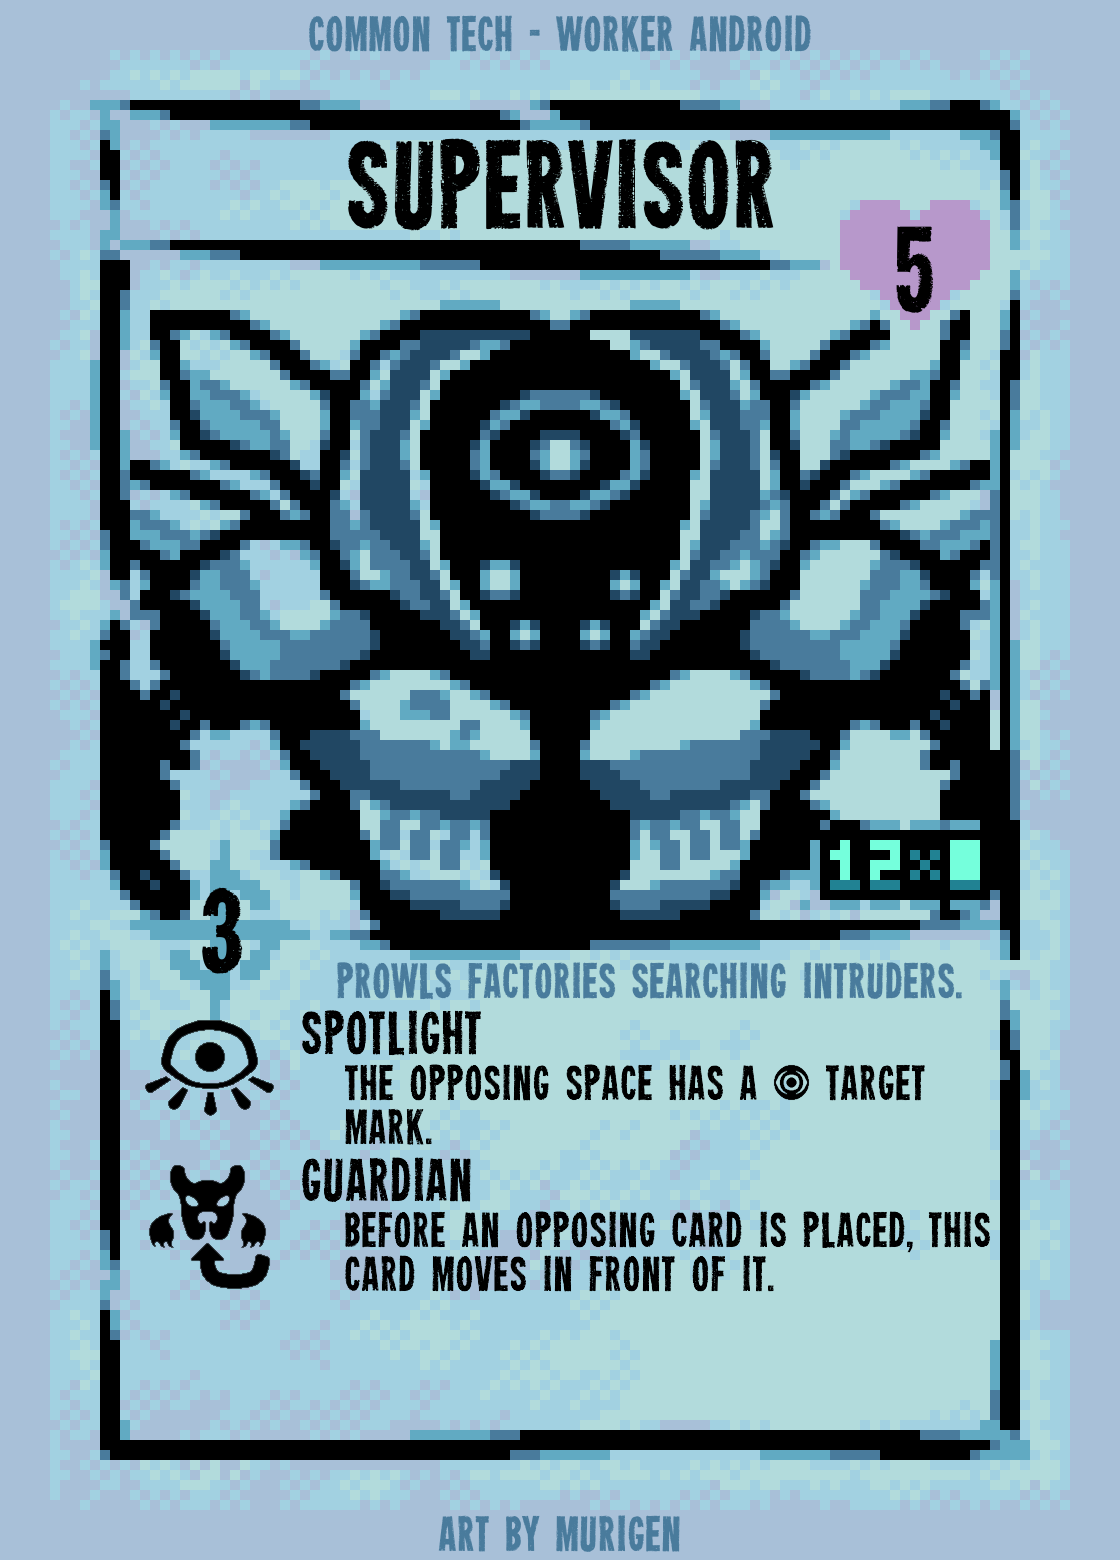 COMMON TECH - WORKER ANDROID
SUPERVISOR
5
12×
3
PROWLS FACTORIES SEARCHING INTRUDERS.
SPOTLIGHT
THE OPPOSING SPACE HAS A TARGET
MARK.
GUARDIAN
BEFORE AN OPPOSING CARD IS PLACED, THIS
CARD MOVES IN FRONT OF IT.
ART BY MURIGEN